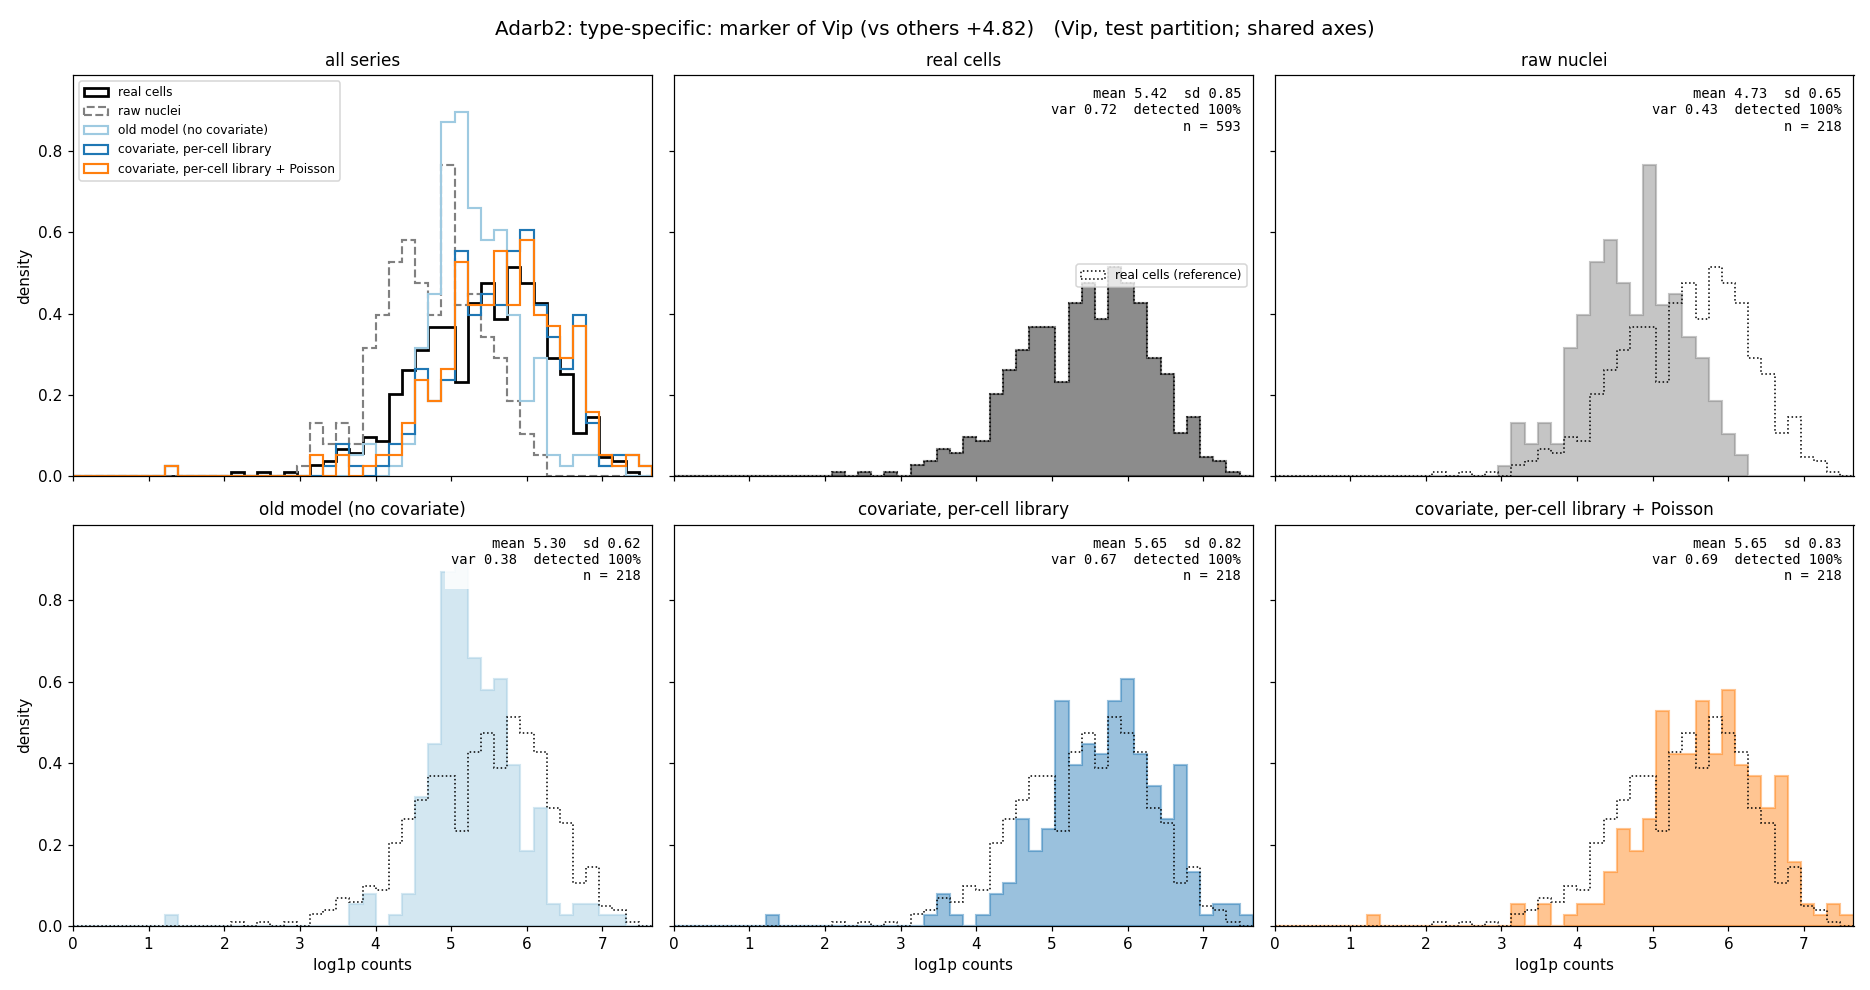 Adarb2: type-specific: marker of Vip (vs others +4.82)   (Vip, test partition; shared axes)
all series
real cells
raw nuclei
old model (no covariate)
covariate, per-cell library
covariate, per-cell library + Poisson
density
0.8
0.6
0.4
0.2
0.0
real cells
mean 5.42  sd 0.85
var 0.72  detected 100%
n = 593
real cells (reference)
raw nuclei
mean 4.73  sd 0.65
var 0.43  detected 100%
n = 218
old model (no covariate)
mean 5.30  sd 0.62
var 0.38  detected 100%
n = 218
density
0.8
0.6
0.4
0.2
0.0
0 1 2 3 4 5 6 7
log1p counts
covariate, per-cell library
mean 5.65  sd 0.82
var 0.67  detected 100%
n = 218
0 1 2 3 4 5 6 7
log1p counts
covariate, per-cell library + Poisson
mean 5.65  sd 0.83
var 0.69  detected 100%
n = 218
0 1 2 3 4 5 6 7
log1p counts